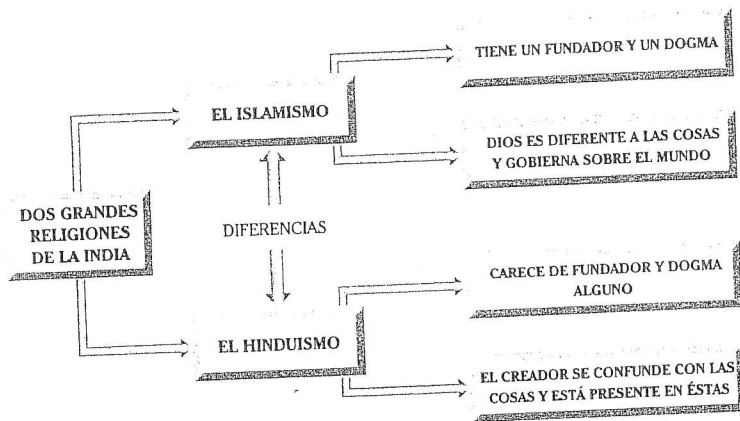 DOS GRANDES
RELIGIONES
DE LA INDIA
EL ISLAMISMO
TIENE UN FUNDADOR Y UN DOGMA
DIOS ES DIFERENTE A LAS COSAS
Y GOBIERNA SOBRE EL MUNDO
DIFERENCIAS
EL HINDUISMO
CARECE DE FUNDADOR Y DOGMA
ALGUNO
EL CREADOR SE CONFUNDE CON LAS
COSAS Y ESTÁ PRESENTE EN ÉSTAS